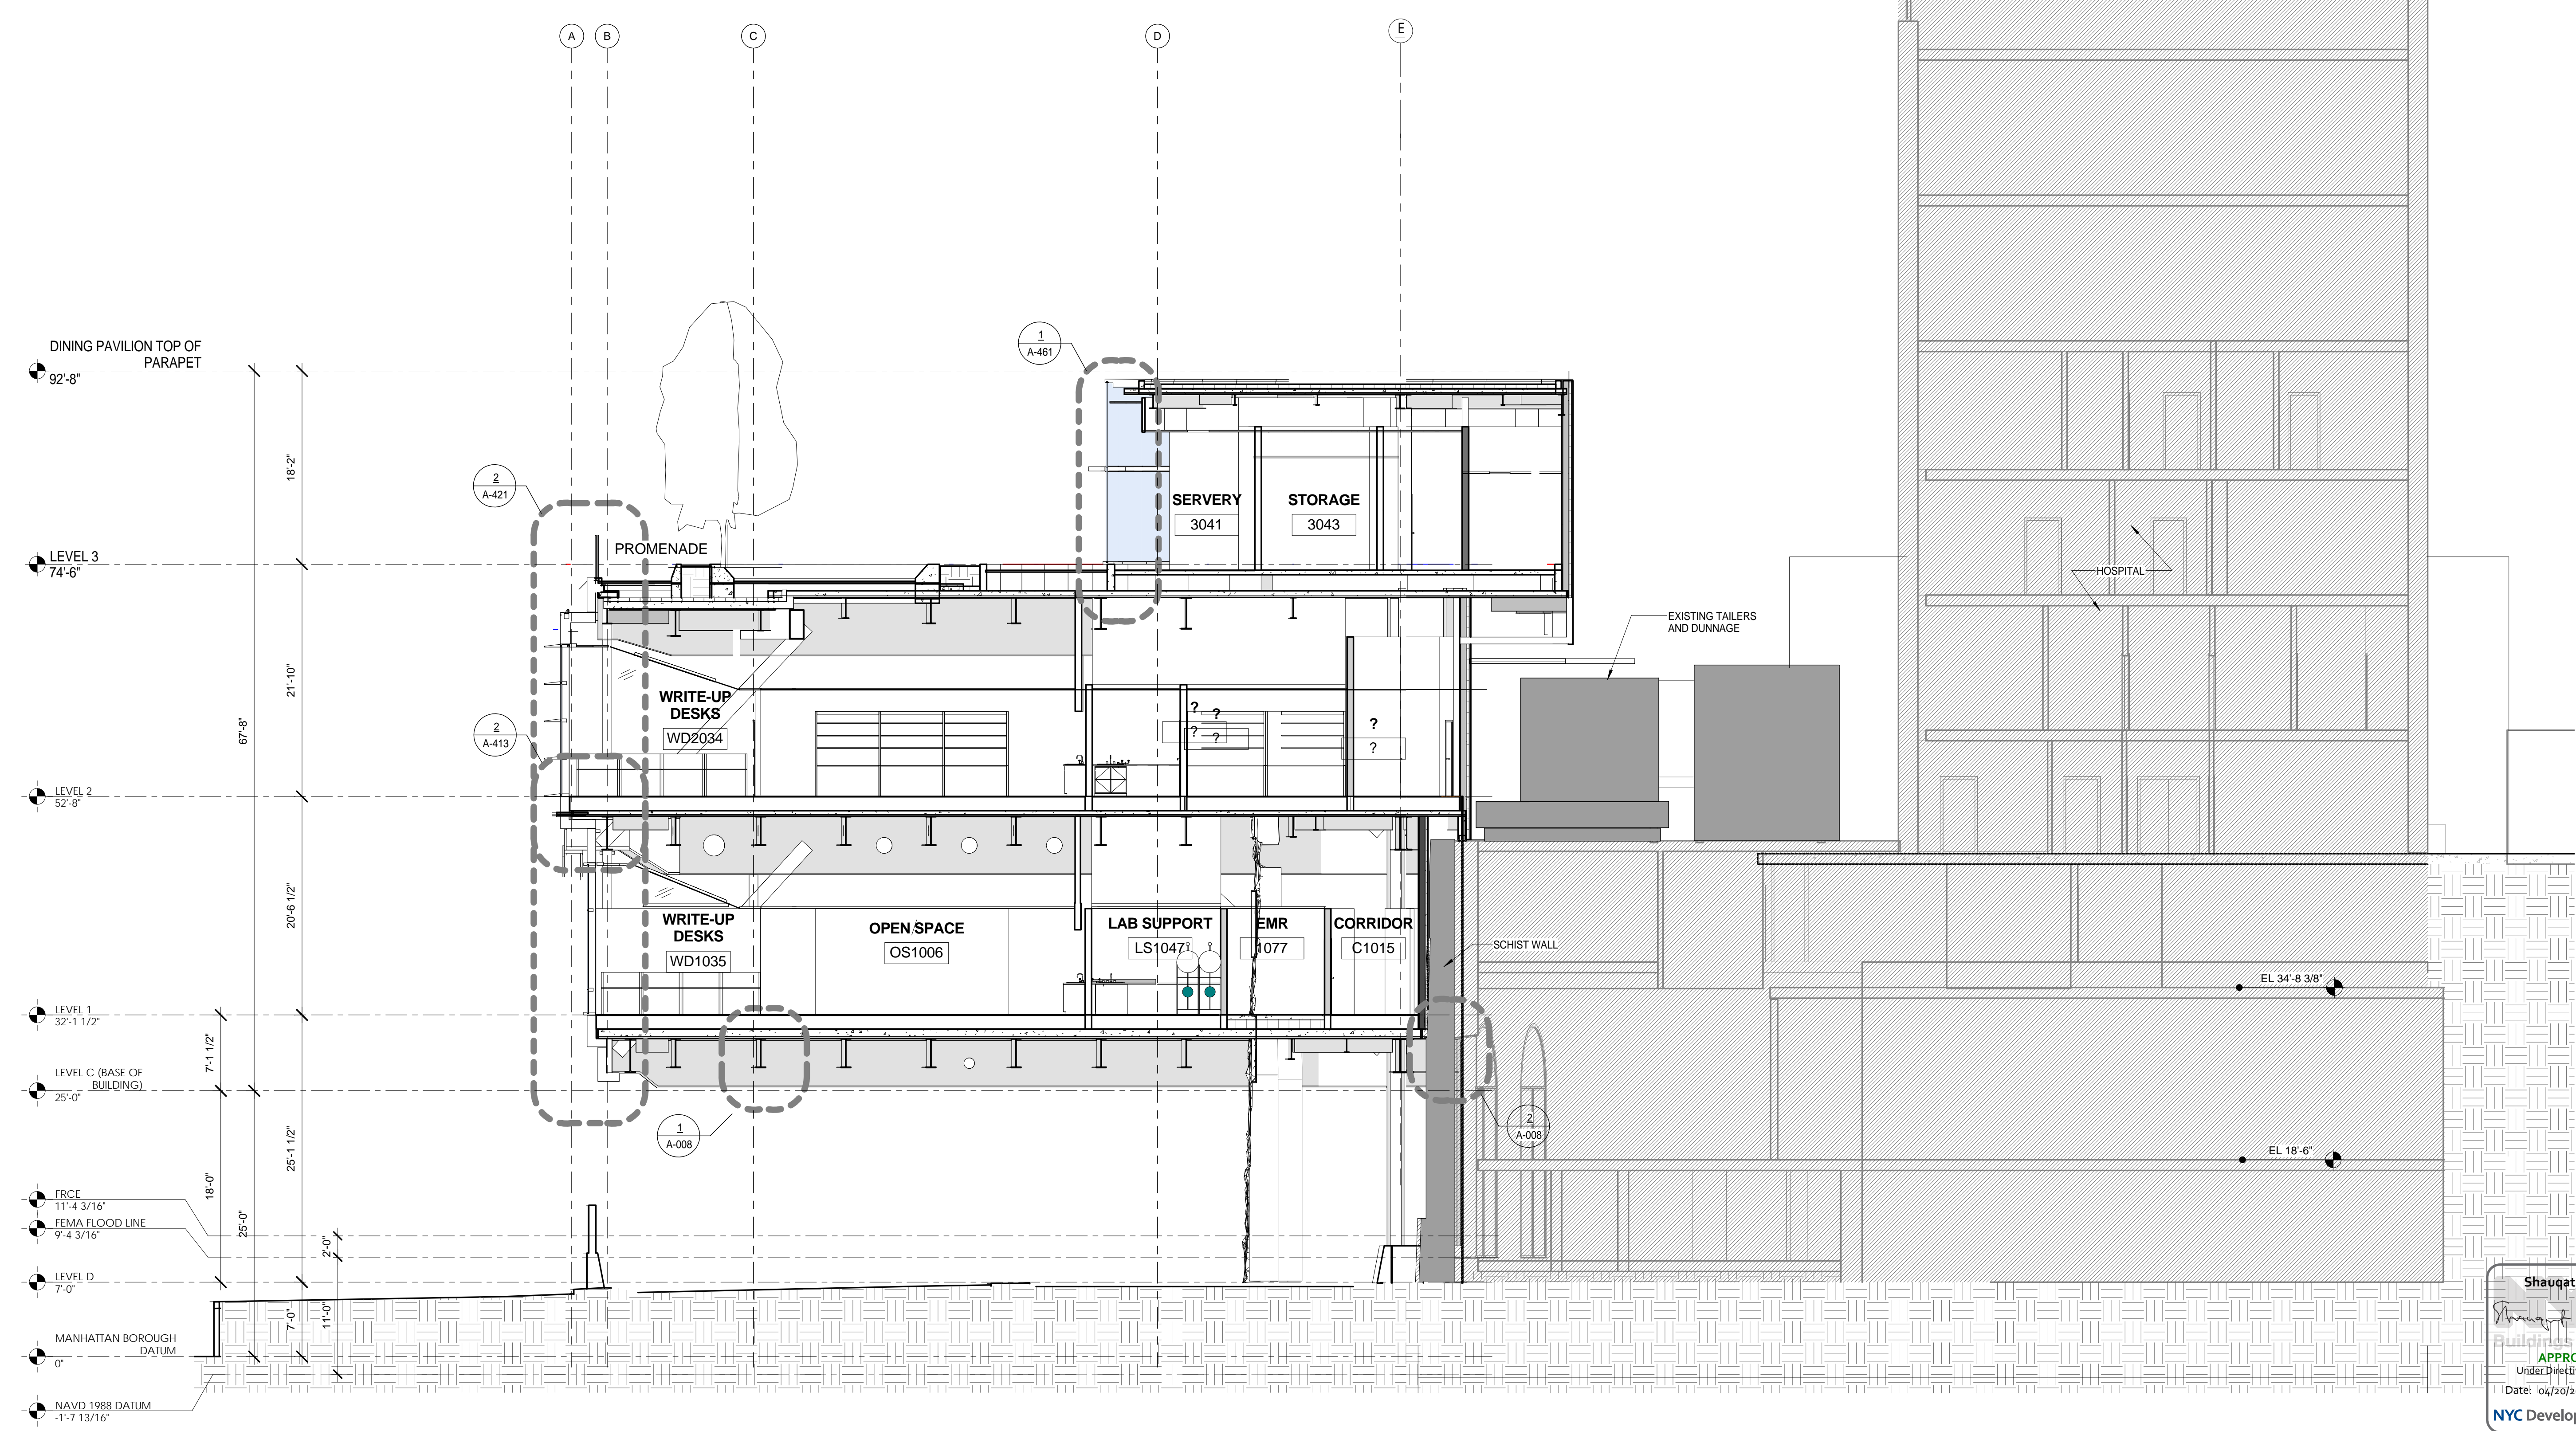 A
B
C
D
E
DINING PAVILION TOP OF
PARAPET
92'-8"
1
A-461
18'-2"
2
A-421
SERVERY
3041
STORAGE
3043
PROMENADE
LEVEL 3
74'-6"
HOSPITAL
EXISTING TAILERS
AND DUNNAGE
21'-10"
67'-8"
WRITE-UP
DESKS
WD2034
?
?
?
?
?
?
2
A-413
LEVEL 2
52'-8"
20'-6 1/2"
WRITE-UP
DESKS
WD1035
OPEN SPACE
OS1006
LAB SUPPORT
LS1047
EMR
1077
CORRIDOR
C1015
SCHIST WALL
EL 34'-8 3/8"
LEVEL 1
32'-1 1/2"
7'-1 1/2"
LEVEL C (BASE OF
BUILDING)
25'-0"
1
A-008
2
A-008
25'-1 1/2"
EL 18'-6"
18'-0"
FRCE
11'-4 3/16"
FEMA FLOOD LINE
9'-4 3/16"
25'-0"
2'-0"
LEVEL D
7'-0"
7'-0"
11'-0"
MANHATTAN BOROUGH
DATUM
0"
NAVD 1988 DATUM
-1'-7 13/16"
Shauqat
Buildings
APPRO
Under Directi
Date: 04/20/2
NYC Develop